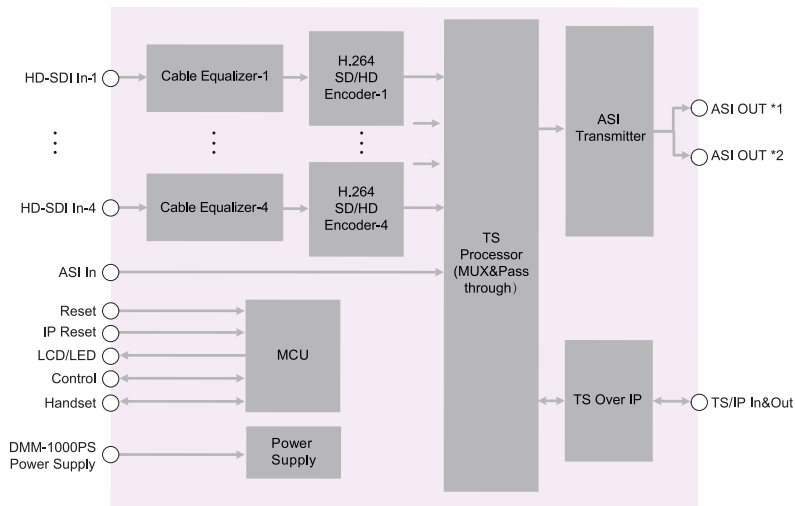 HD-SDI In-1
Cable Equalizer-1
H.264
SD/HD
Encoder-1
HD-SDI In-4
Cable Equalizer-4
H.264
SD/HD
Encoder-4
ASI In
TS
Processor
(MUX&Pass
through)
ASI
Transmitter
ASI OUT *1
ASI OUT *2
Reset
IP Reset
LCD/LED
Control
Handset
MCU
DMM-1000PS
Power Supply
Power
Supply
TS Over IP
TS/IP In&Out